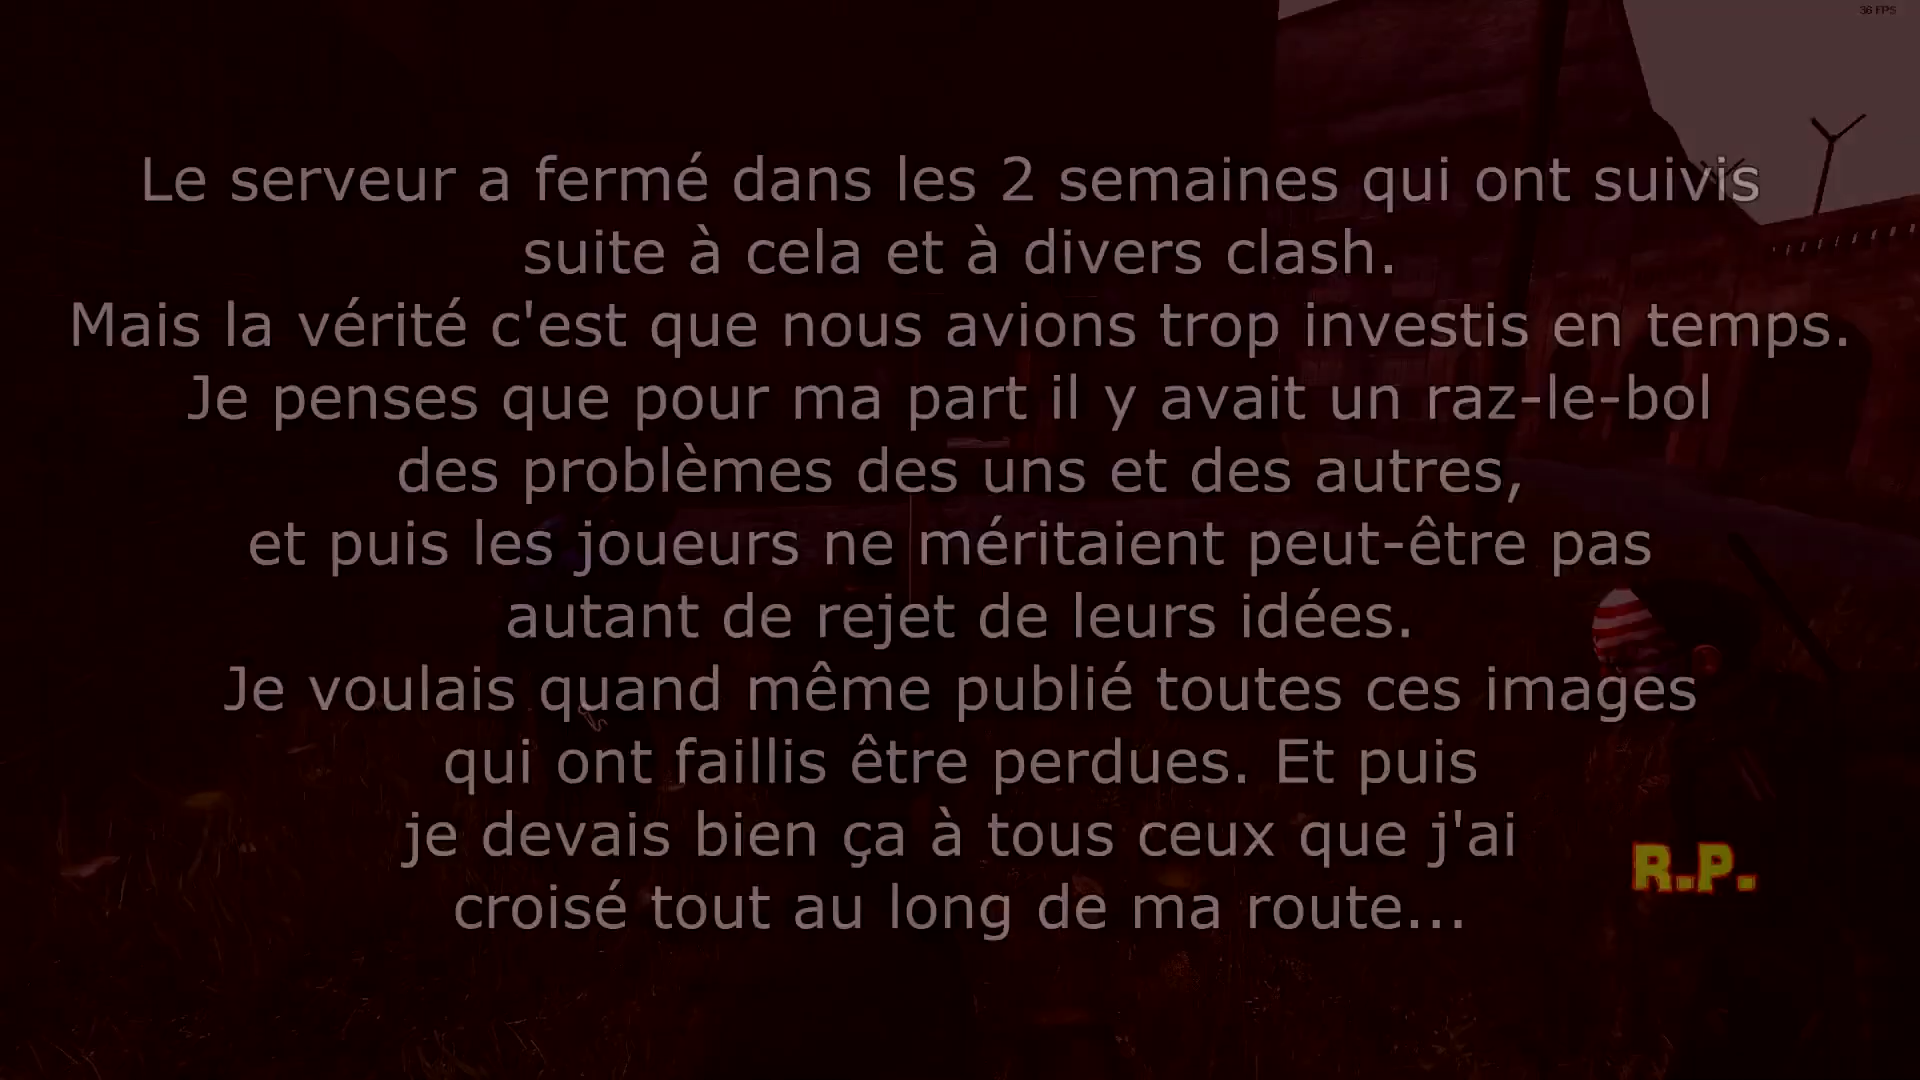 36 FPS
Le serveur a fermé dans les 2 semaines qui ont suivis
suite à cela et à divers clash.
Mais la vérité c'est que nous avions trop investis en temps.
Je penses que pour ma part il y avait un raz-le-bol
des problèmes des uns et des autres,
et puis les joueurs ne méritaient peut-être pas
autant de rejet de leurs idées.
Je voulais quand même publié toutes ces images
qui ont faillis être perdues. Et puis
je devais bien ça à tous ceux que j'ai
croisé tout au long de ma route...
R.P.